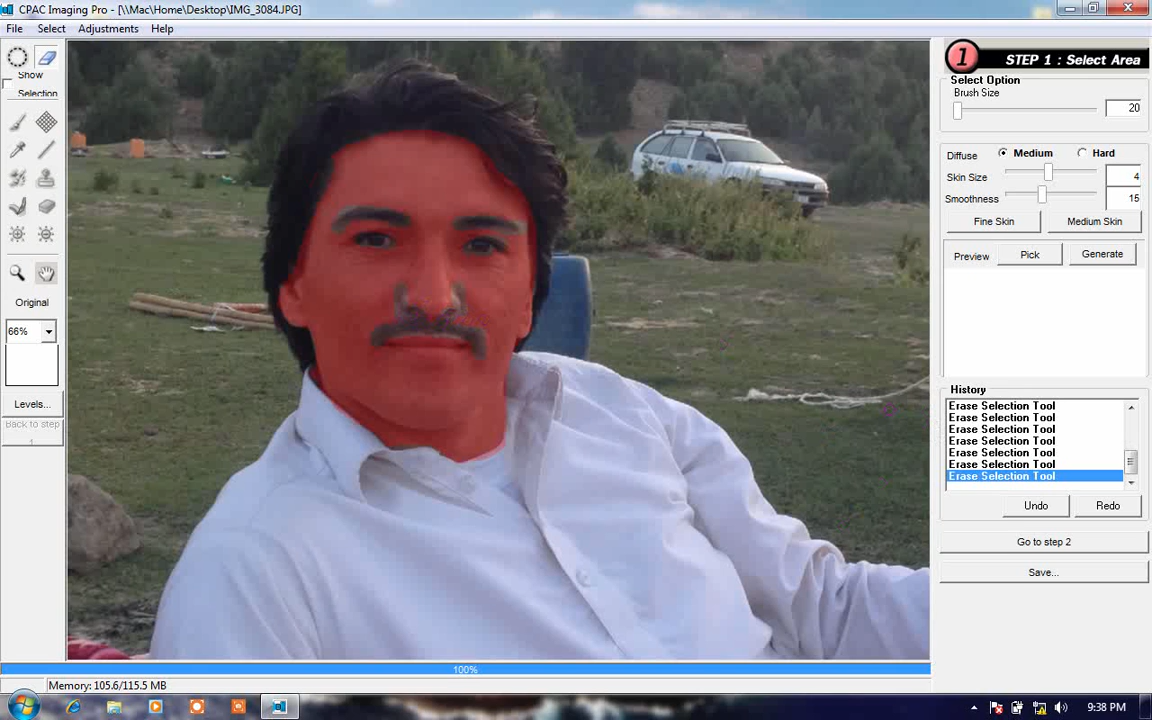 CPAC Imaging Pro - [\\Mac\Home\Desktop\IMG_3084.JPG]
File Select Adjustments Help
Show
Selection
Original
66%
Levels...
Back to step
1
1 STEP 1 : Select Area
Select Option
Brush Size
20
Diffuse Medium Hard
Skin Size 4
Smoothness 15
Fine Skin Medium Skin
Preview Pick Generate
History
Erase Selection Tool
Erase Selection Tool
Erase Selection Tool
Erase Selection Tool
Erase Selection Tool
Erase Selection Tool
Erase Selection Tool
Undo Redo
Go to step 2
Save...
100%
Memory: 105.6/115.5 MB
9:38 PM